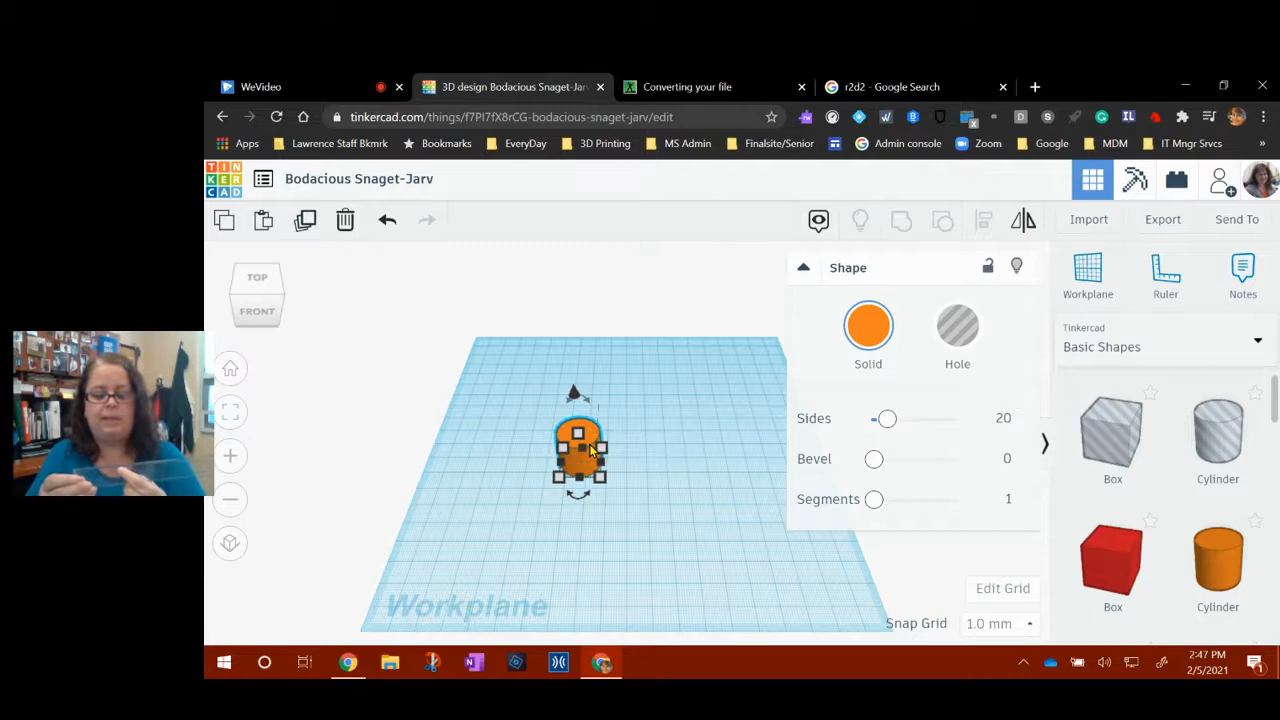 WeVideo
3D design Bodacious Snaget-Jarv
Converting your file
r2d2 - Google Search
tinkercad.com/things/f7Pl7fX8rCG-bodacious-snaget-jarv/edit
Apps Lawrence Staff Bkmrk Bookmarks EveryDay 3D Printing MS Admin Finalsite/Senior Admin console Zoom Google MDM IT Mngr Srvcs »
TIN
KER
CAD
Bodacious Snaget-Jarv
Import Export Send To
TOP
FRONT
Shape
Solid Hole
Sides 20
Bevel 0
Segments 1
Workplane Ruler Notes
Tinkercad
Basic Shapes
Box Cylinder
Box Cylinder
Workplane
Edit Grid
Snap Grid 1.0 mm
2:47 PM
2/5/2021